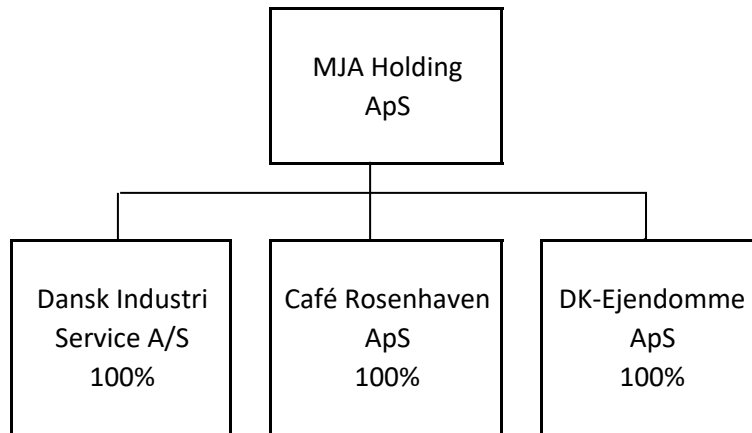 MJA Holding
ApS
Dansk Industri
Service A/S
100%
Café Rosenhaven
ApS
100%
DK-Ejendomme
ApS
100%